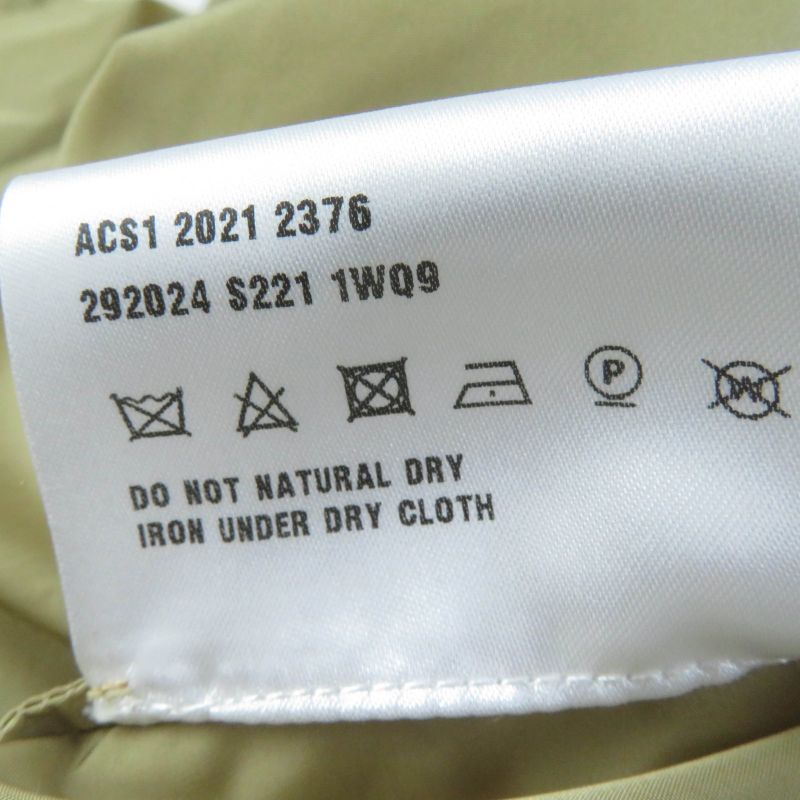 ACS1 2021 2376
292024 S221 1WQ9
P W
DO NOT NATURAL DRY
IRON UNDER DRY CLOTH